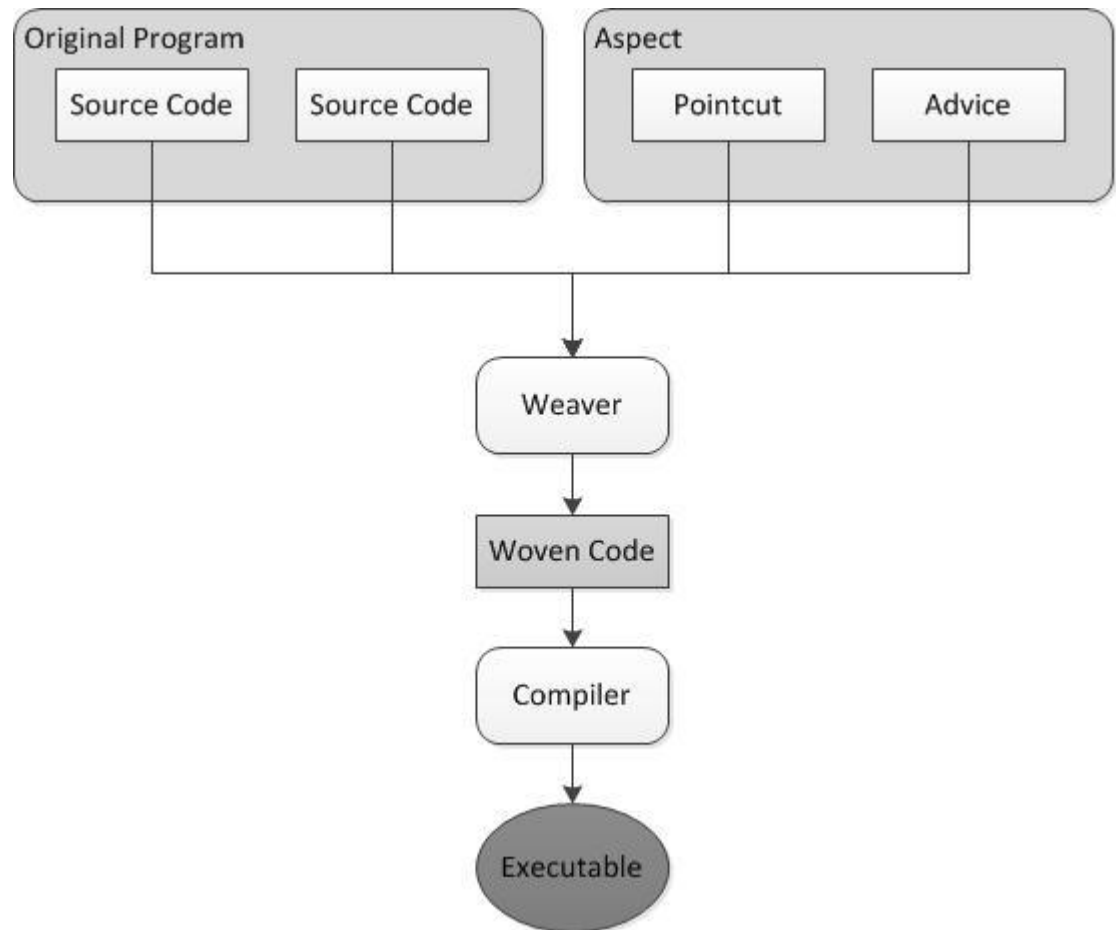 Original Program
Source Code
Source Code
Aspect
Pointcut
Advice
Weaver
Woven Code
Compiler
Executable